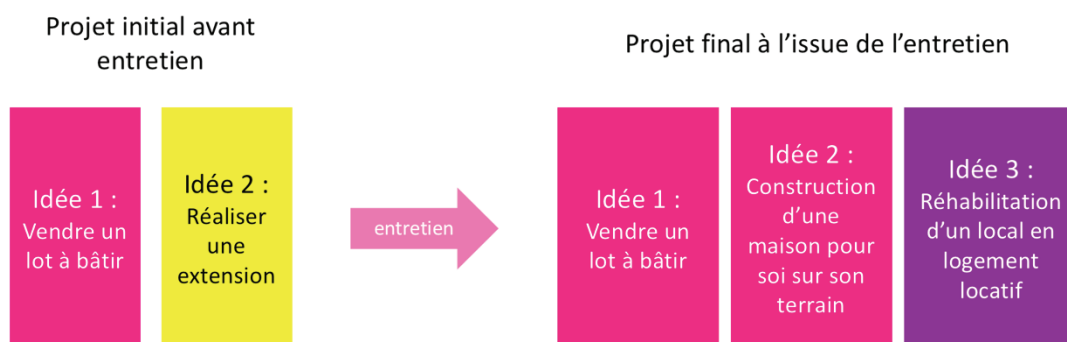 Projet initial avant
entretien
Projet final à l’issue de l’entretien
Idée 1 :
Vendre un
lot à bâtir
Idée 2 :
Réaliser
une
extension
entretien
Idée 1 :
Vendre un
lot à bâtir
Idée 2 :
Construction
d’une
maison pour
soi sur son
terrain
Idée 3 :
Réhabilitation
d’un local en
logement
locatif